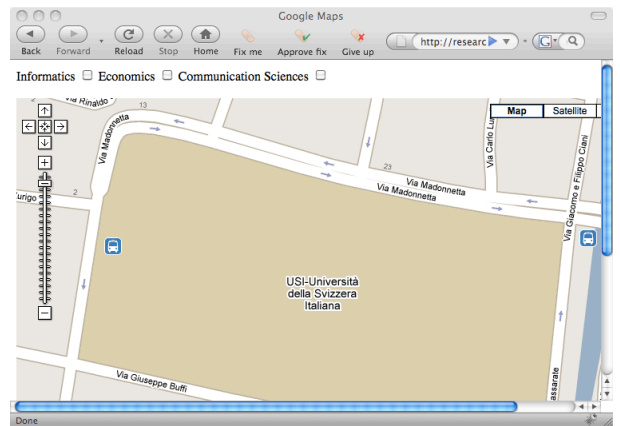 Google Maps
Back Forward Reload Stop Home Fix me Approve fix Give up http://researc G
Informatics Economics Communication Sciences
Via Rinaldo
2
13
Map Satellite
Via Madonnetta
Via Carlo Lu
Via Giacomo e Filippo Ciani
23
Via Madonnetta
Via Madonnetta
Zurigo
2
USI-Università
della Svizzera
Italiana
Via Giuseppe Buffi
assarate
Done